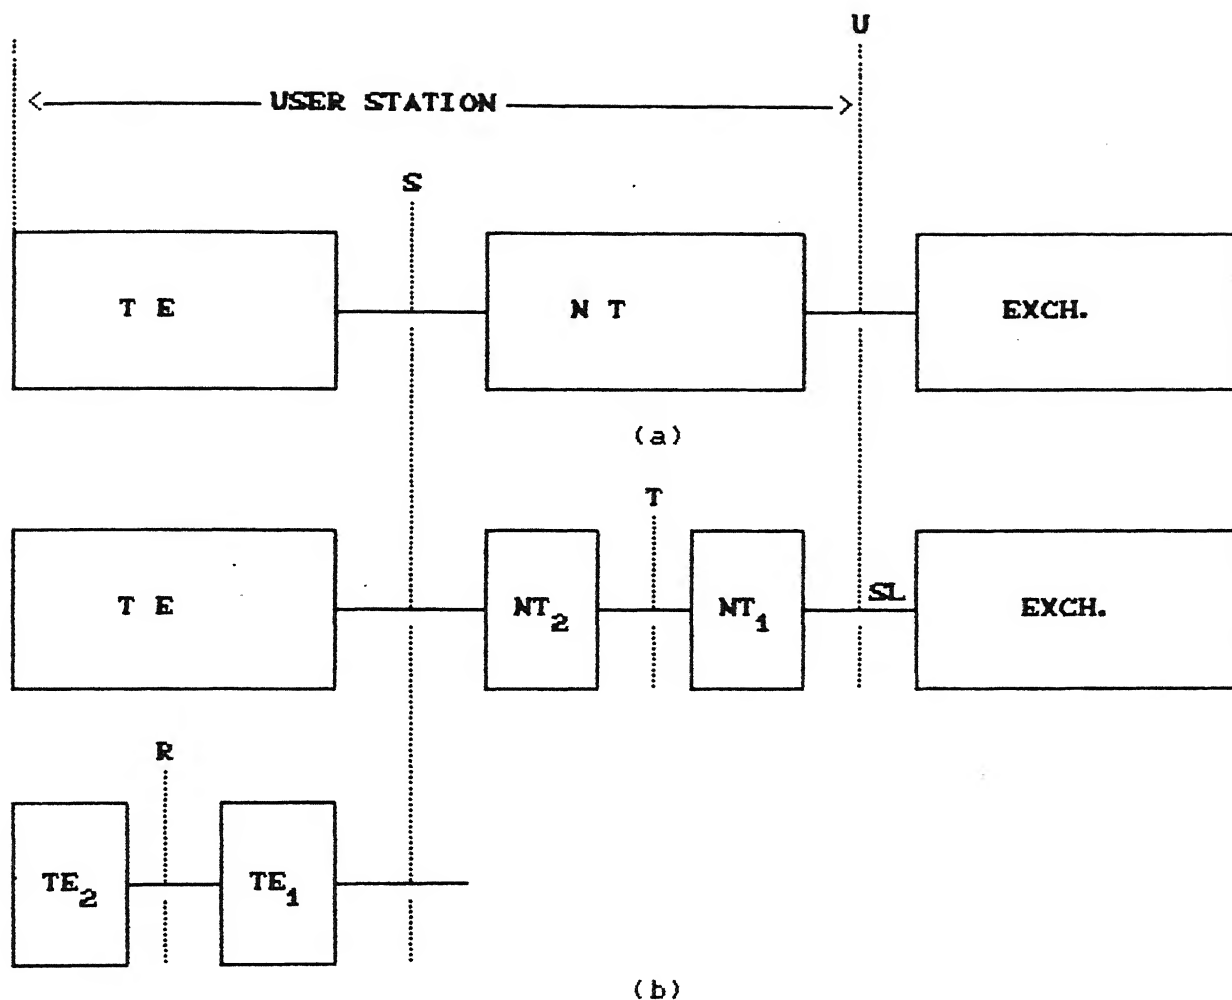 U
USER STATION
S
T E
N T
EXCH.
(a)
T
T E
NT2
NT1
SL
EXCH.
R
TE2
TE1
(b)